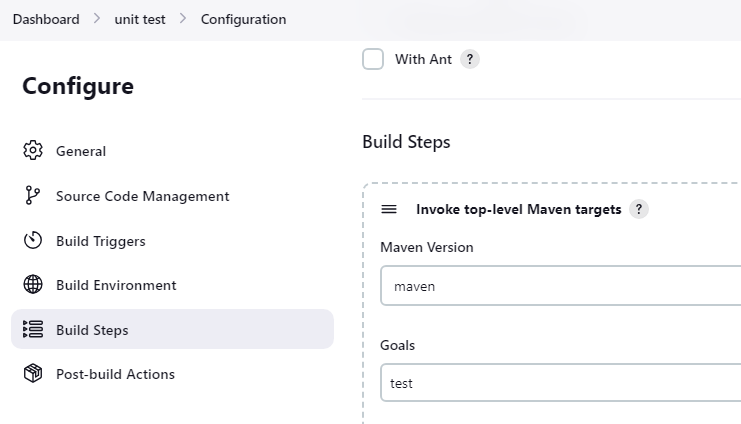 Dashboard > unit test > Configuration
With Ant ?
Configure
General
Source Code Management
Build Triggers
Build Environment
Build Steps
Post-build Actions
Build Steps
Invoke top-level Maven targets ?
Maven Version
maven
Goals
test